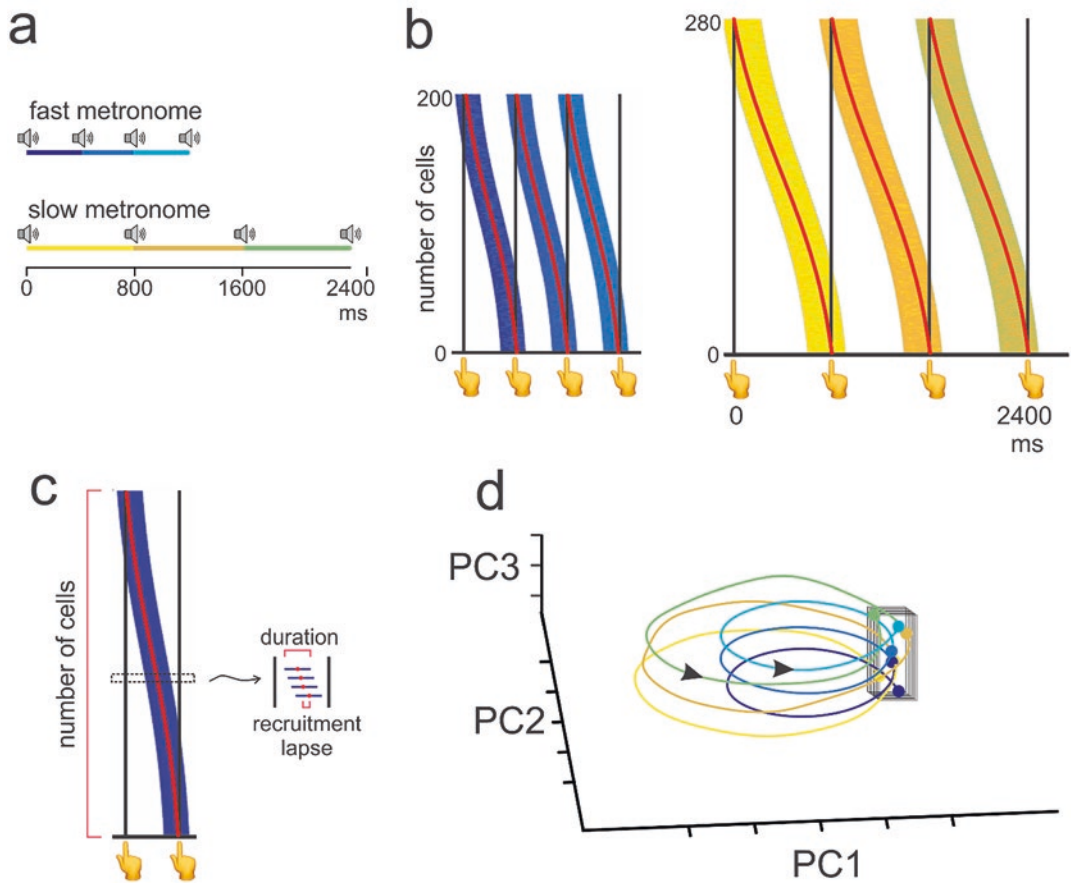 a
fast metronome
slow metronome
0 800 1600 2400
ms
b
200
number of cells
0
280
0
0 2400
ms
c
number of cells
duration
recruitment
lapse
d
PC3
PC2
PC1